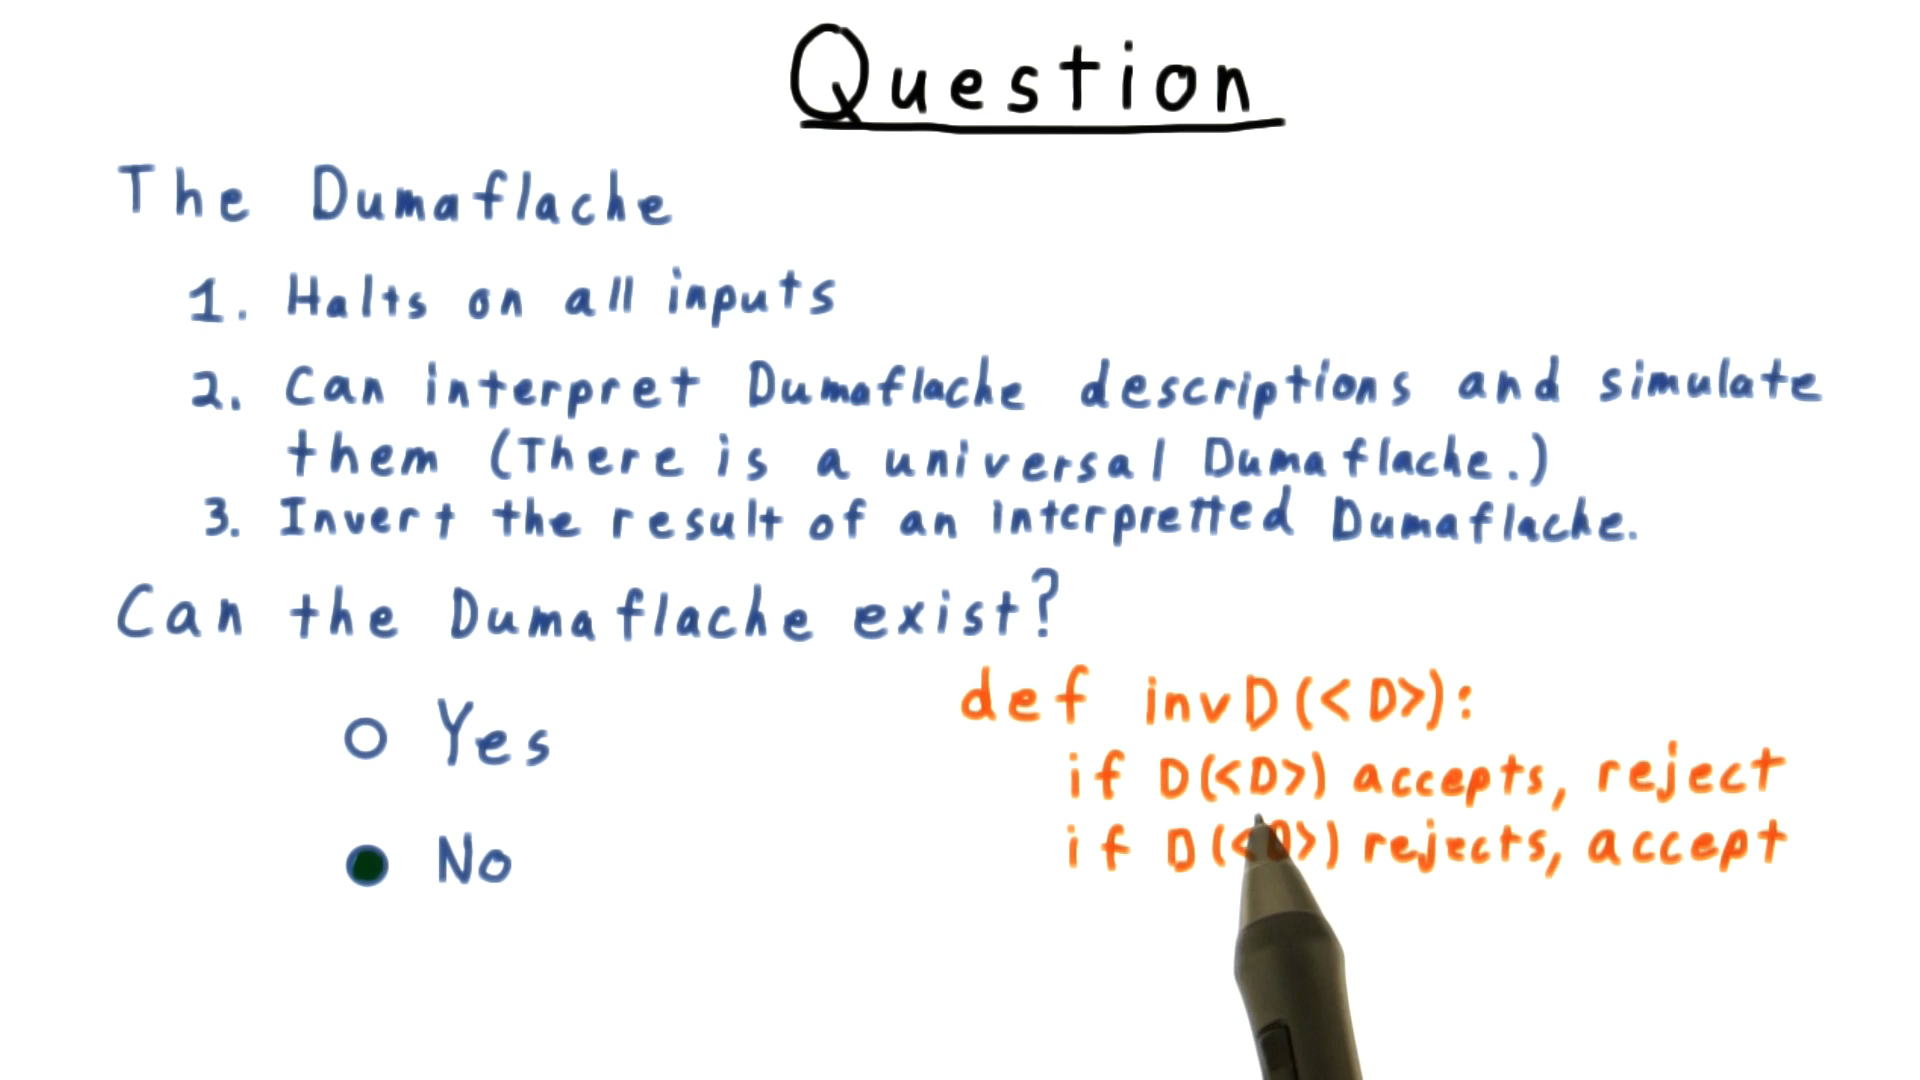 Question
The Dumaflache
1. Halts on all inputs
2. Can interpret Dumaflache descriptions and simulate
them (There is a universal Dumaflache.)
3. Invert the result of an interpretted Dumaflache.
Can the Dumaflache exist?
Yes
No
def invD(<D>):
if D(<D>) accepts, reject
if D(<D>) rejects, accept